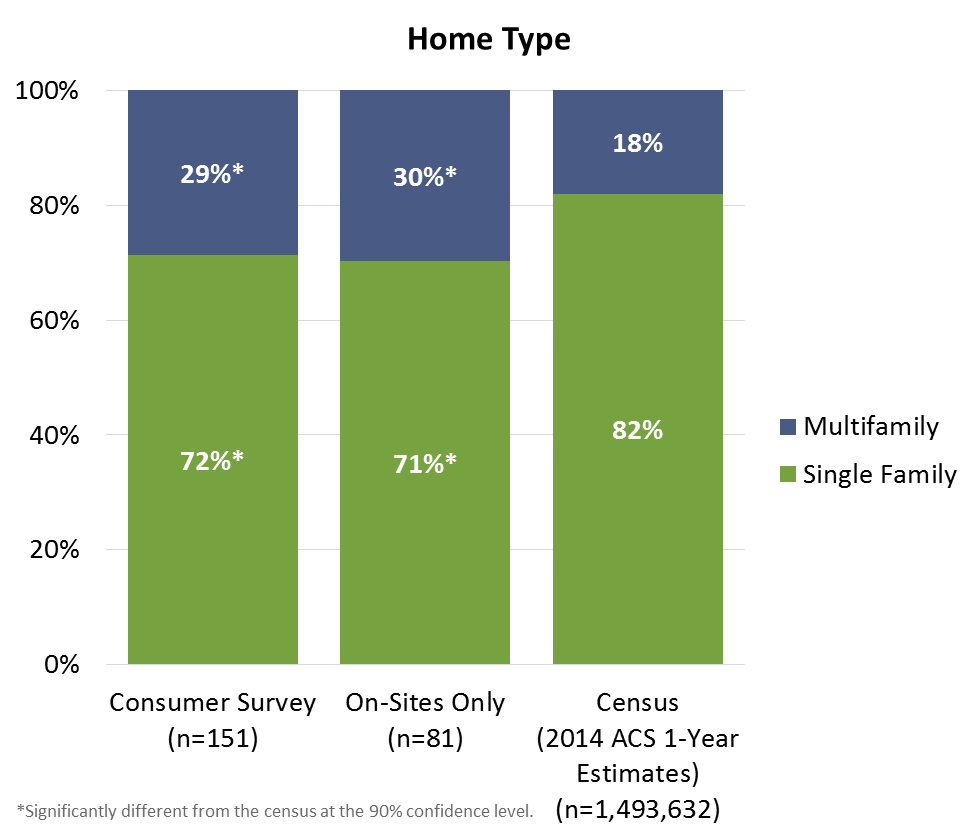 Home Type
100%
80%
60%
40%
20%
0%
29%*
30%*
18%
72%*
71%*
82%
Multifamily
Single Family
Consumer Survey
(n=151)
On-Sites Only
(n=81)
Census
(2014 ACS 1-Year
Estimates)
(n=1,493,632)
*Significantly different from the census at the 90% confidence level.